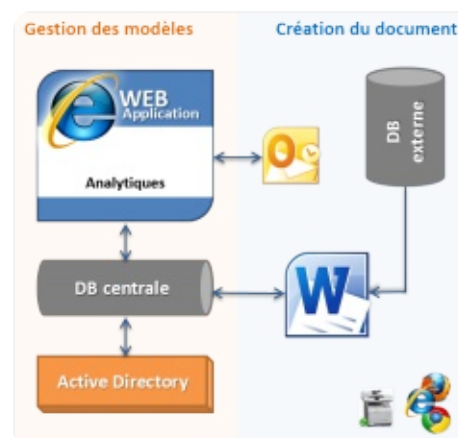 Gestion des modèles
Création du document
WEB
Application
Analytiques
DB
externe
DB centrale
Active Directory